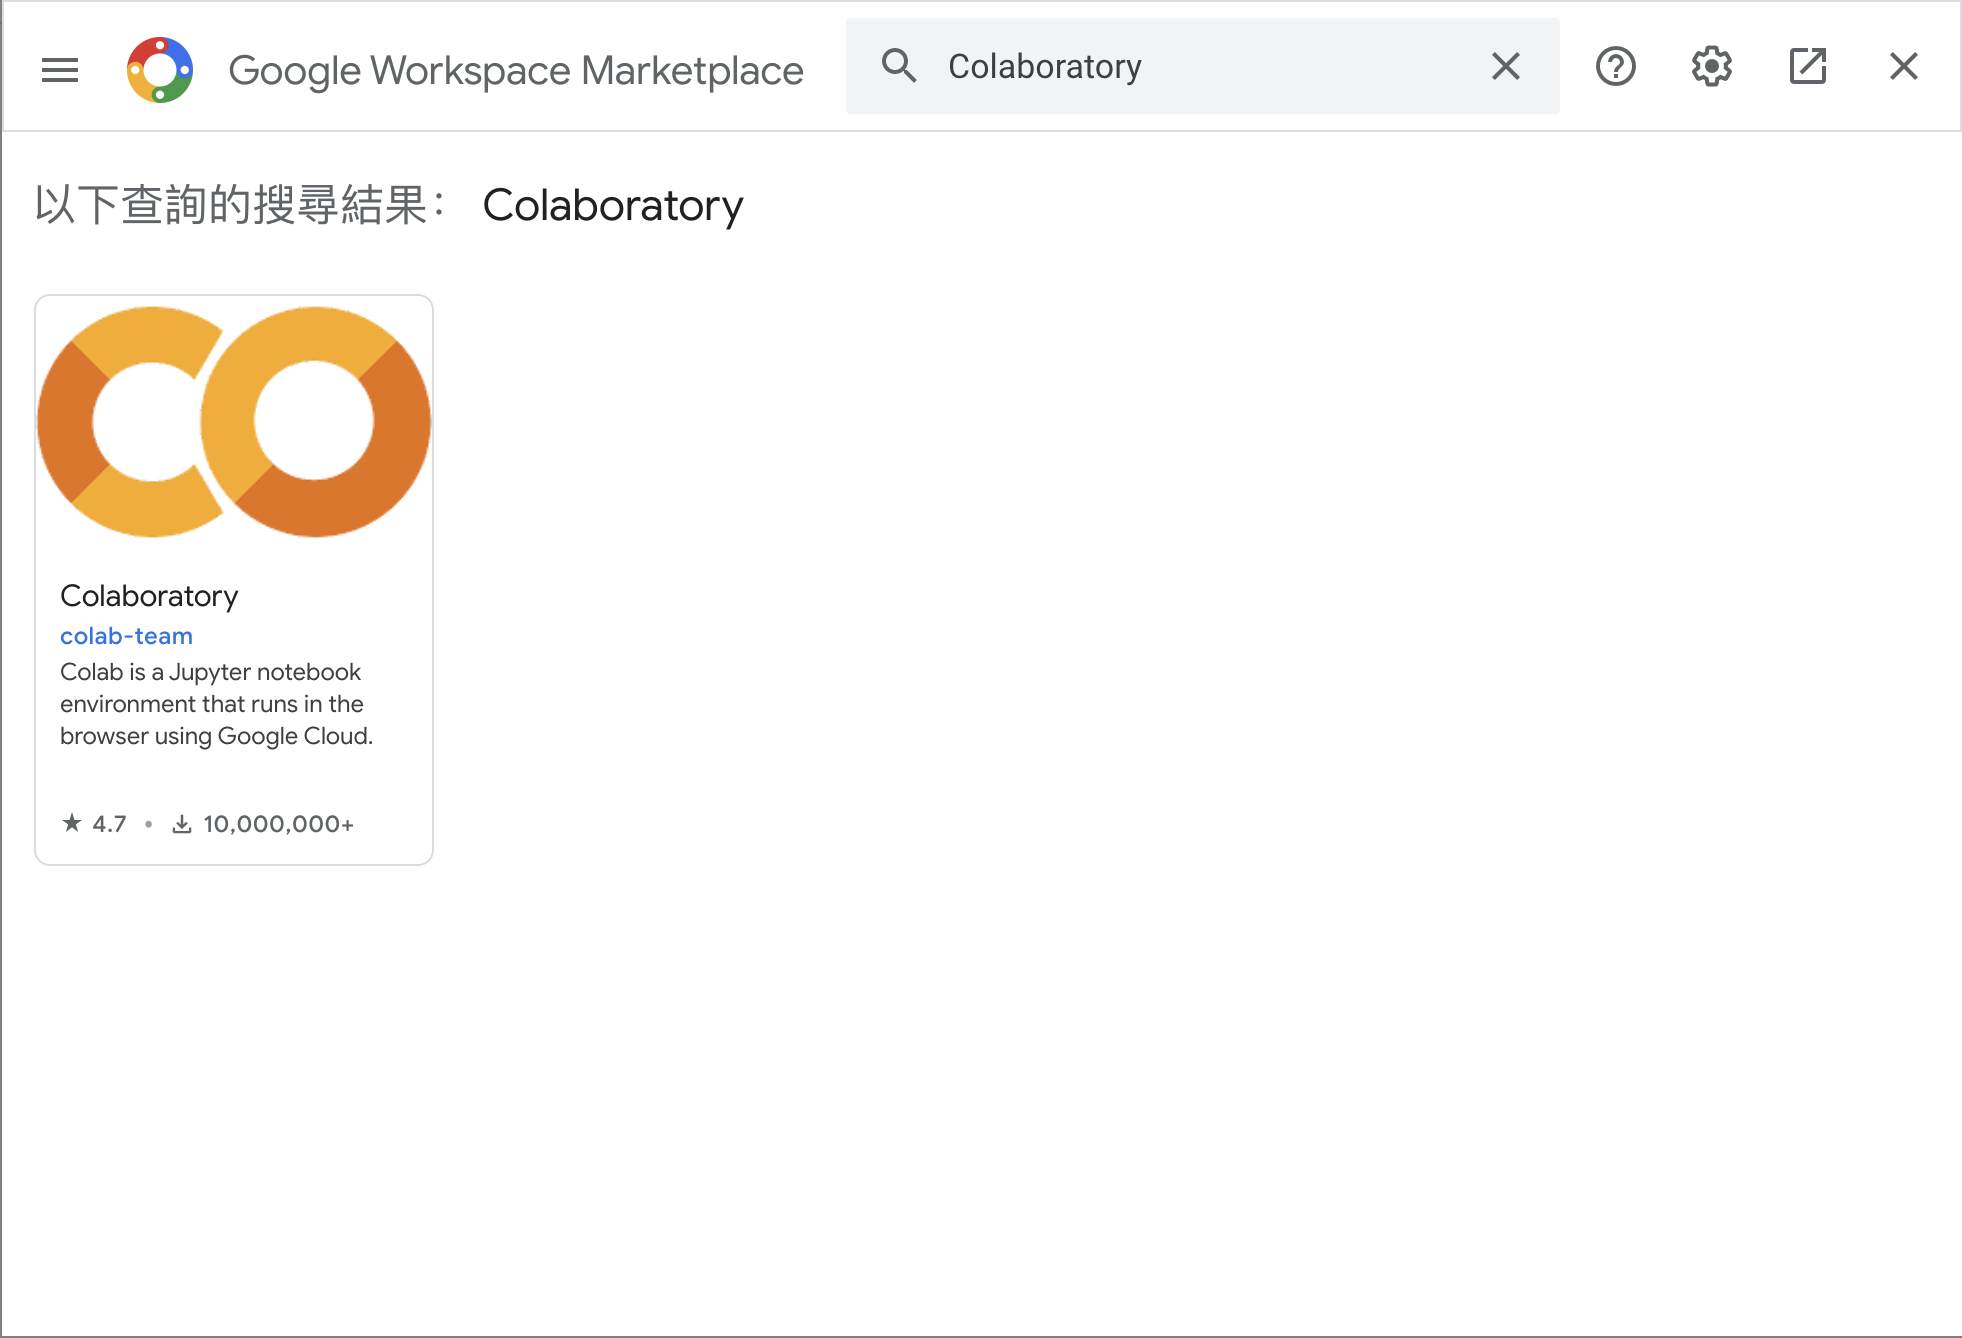 Google Workspace Marketplace
Colaboratory
以下查詢的搜尋結果： Colaboratory
Colaboratory
colab-team
Colab is a Jupyter notebook
environment that runs in the
browser using Google Cloud.
★ 4.7 • 10,000,000+